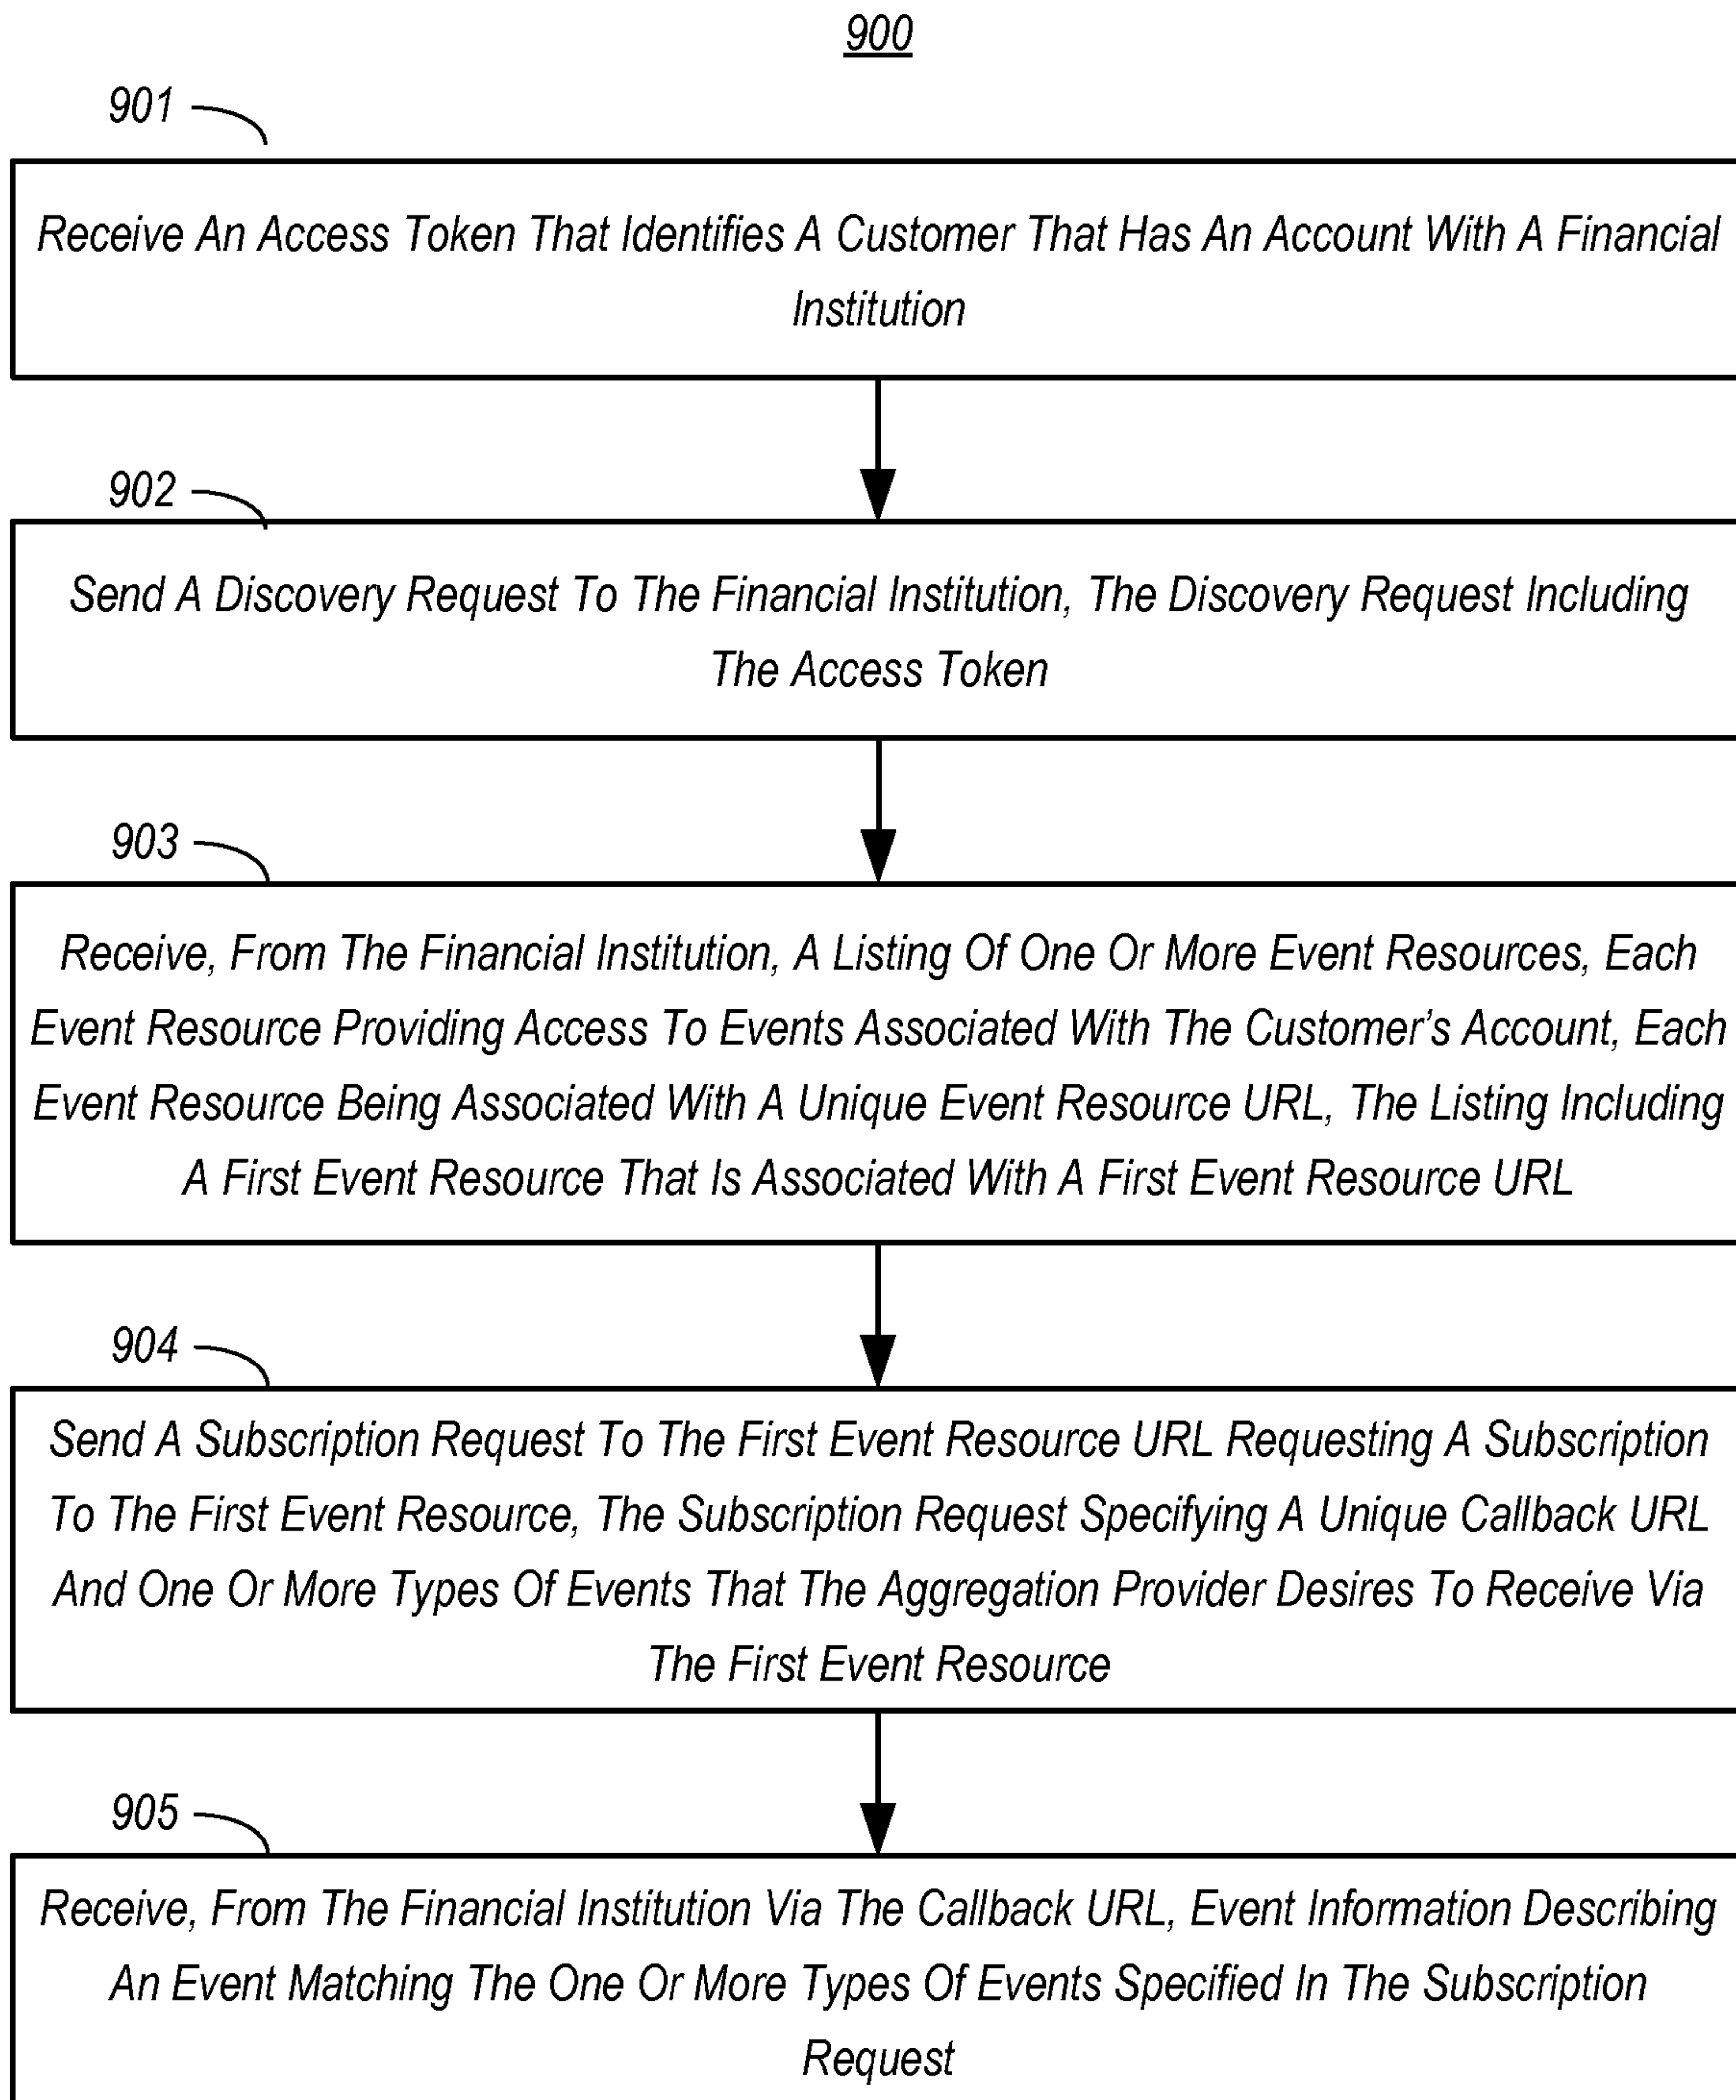 900
901
Receive An Access Token That Identifies A Customer That Has An Account With A Financial
Institution
902
Send A Discovery Request To The Financial Institution, The Discovery Request Including
The Access Token
903
Receive, From The Financial Institution, A Listing Of One Or More Event Resources, Each
Event Resource Providing Access To Events Associated With The Customer’s Account, Each
Event Resource Being Associated With A Unique Event Resource URL, The Listing Including
A First Event Resource That Is Associated With A First Event Resource URL
904
Send A Subscription Request To The First Event Resource URL Requesting A Subscription
To The First Event Resource, The Subscription Request Specifying A Unique Callback URL
And One Or More Types Of Events That The Aggregation Provider Desires To Receive Via
The First Event Resource
905
Receive, From The Financial Institution Via The Callback URL, Event Information Describing
An Event Matching The One Or More Types Of Events Specified In The Subscription
Request